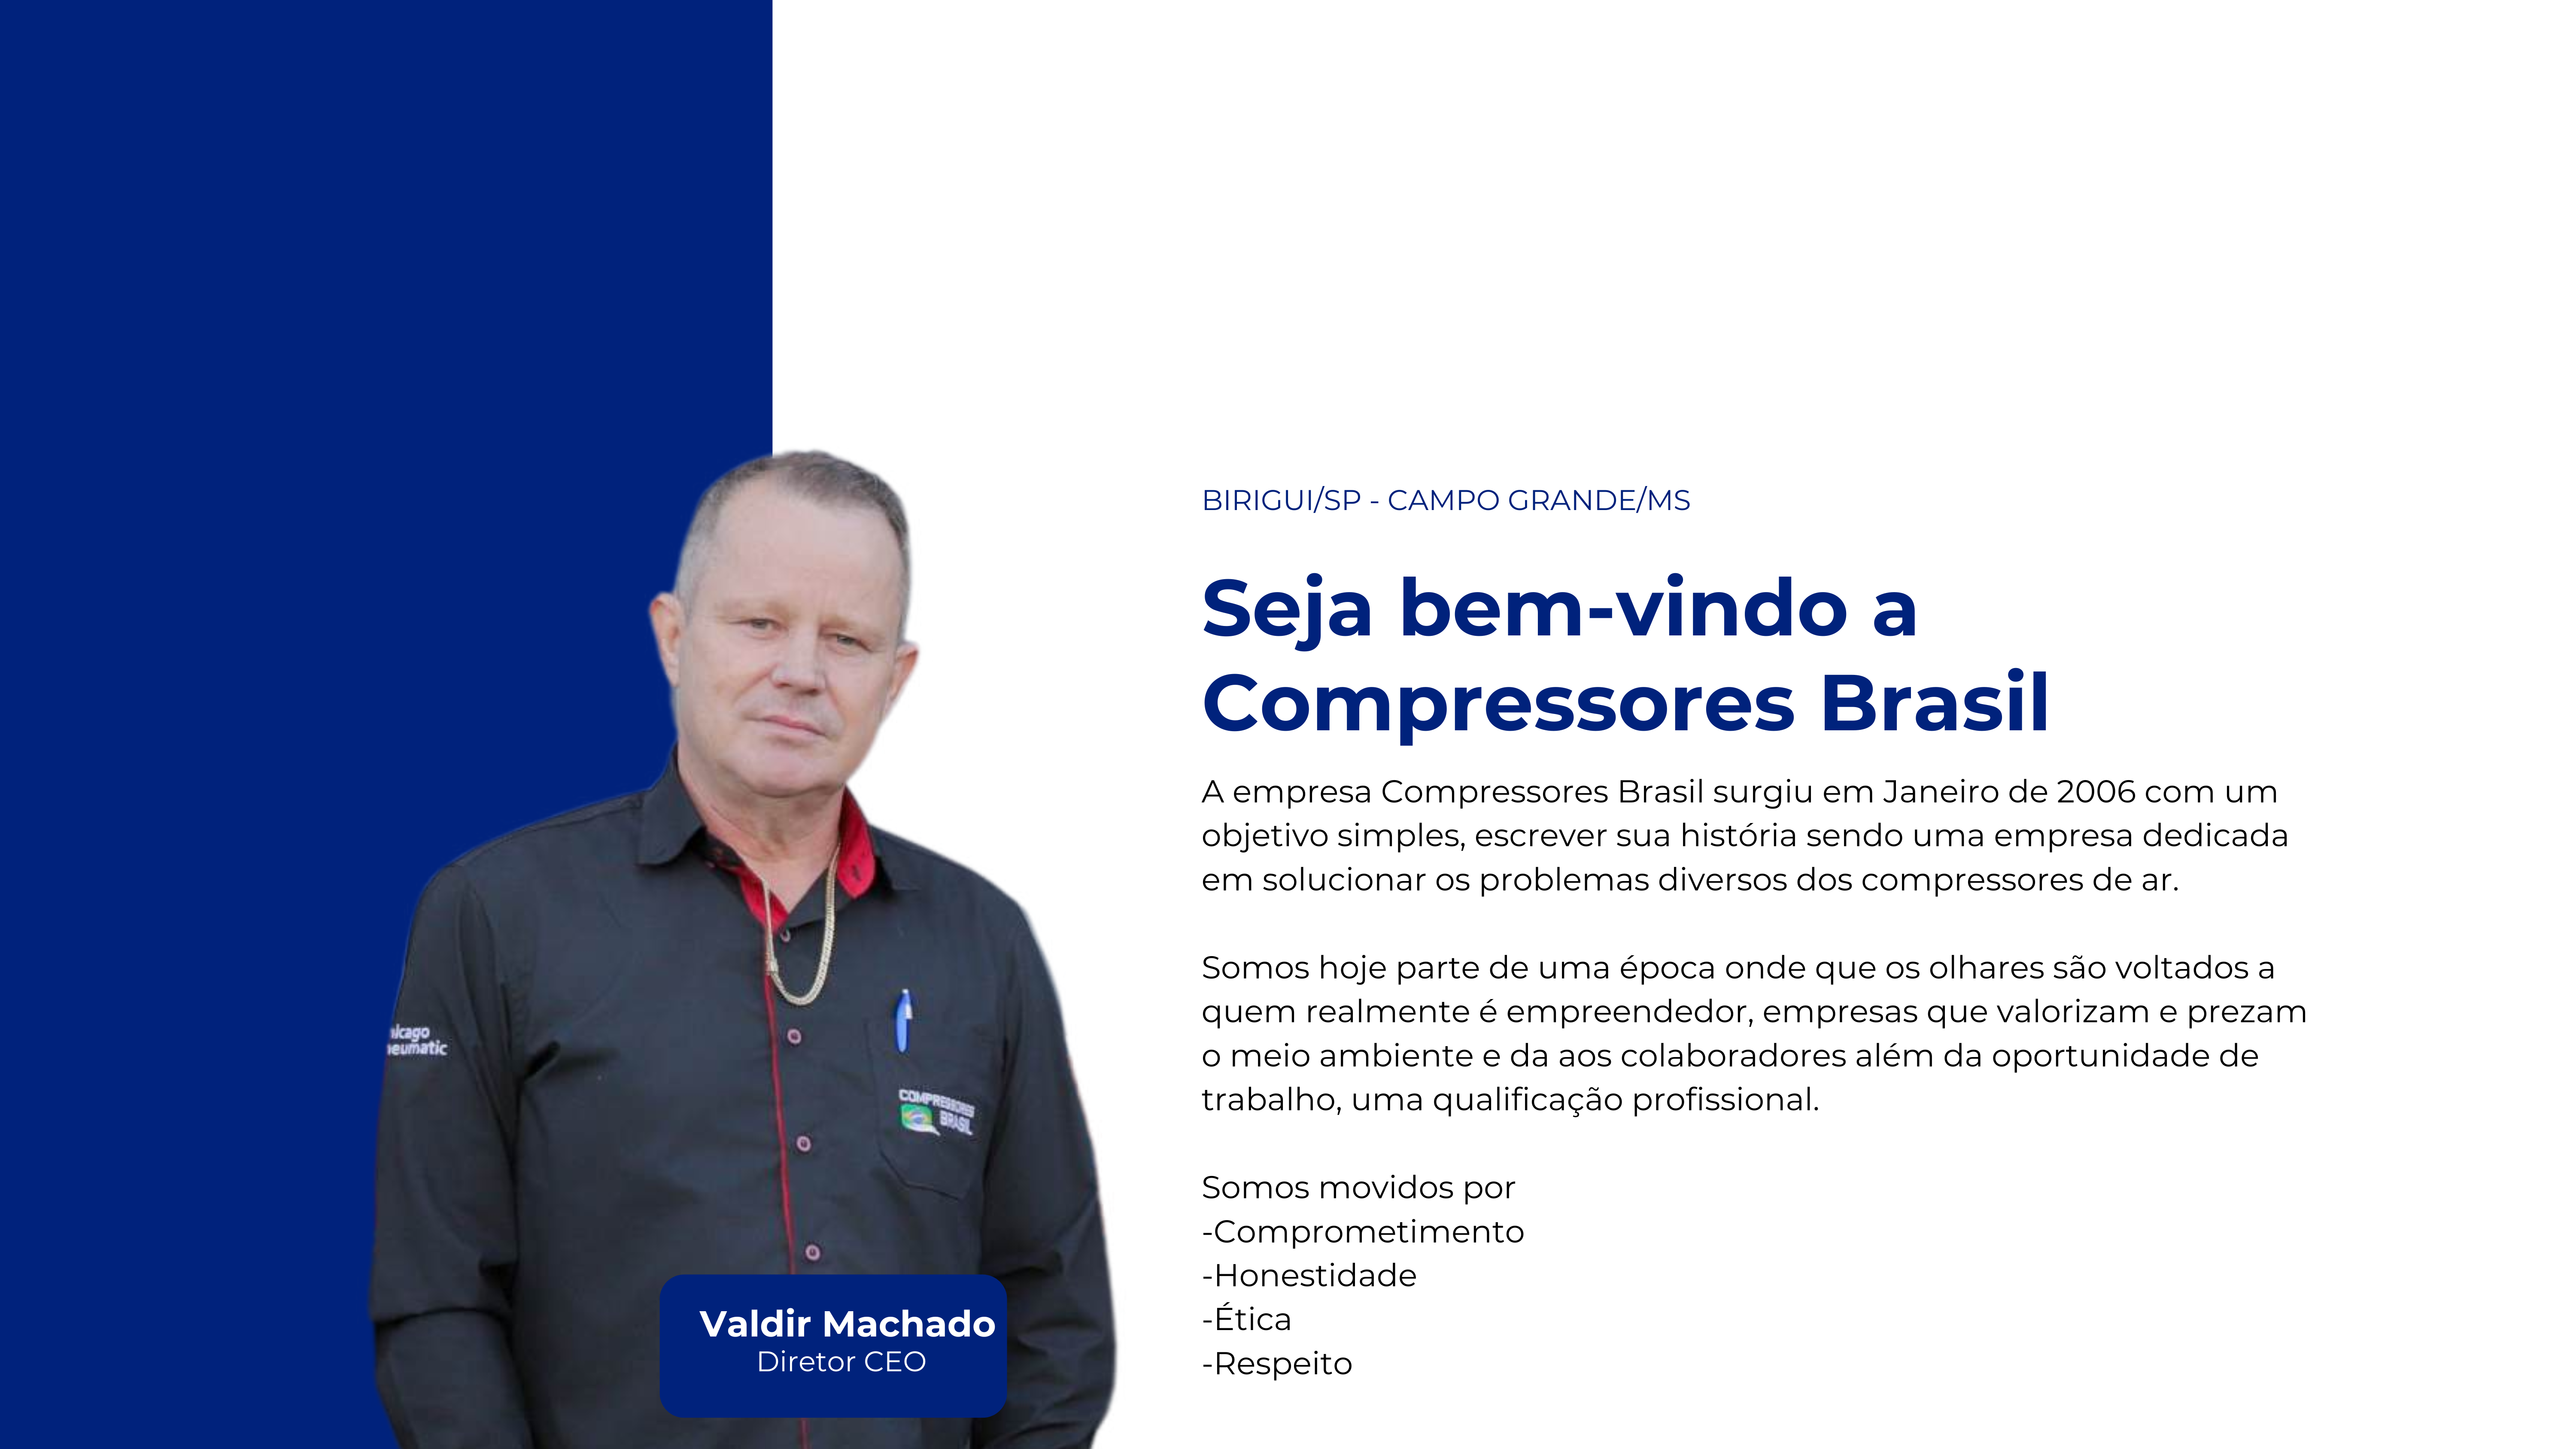 BIRIGUI/SP - CAMPO GRANDE/MS
Seja bem-vindo a
Compressores Brasil
A empresa Compressores Brasil surgiu em Janeiro de 2006 com um
objetivo simples, escrever sua história sendo uma empresa dedicada
em solucionar os problemas diversos dos compressores de ar.
Somos hoje parte de uma época onde que os olhares são voltados a
quem realmente é empreendedor, empresas que valorizam e prezam
o meio ambiente e da aos colaboradores além da oportunidade de
trabalho, uma qualificação profissional.
Somos movidos por
-Comprometimento
-Honestidade
-Ética
-Respeito
COMPRESSORES
BRASIL
Valdir Machado
Diretor CEO